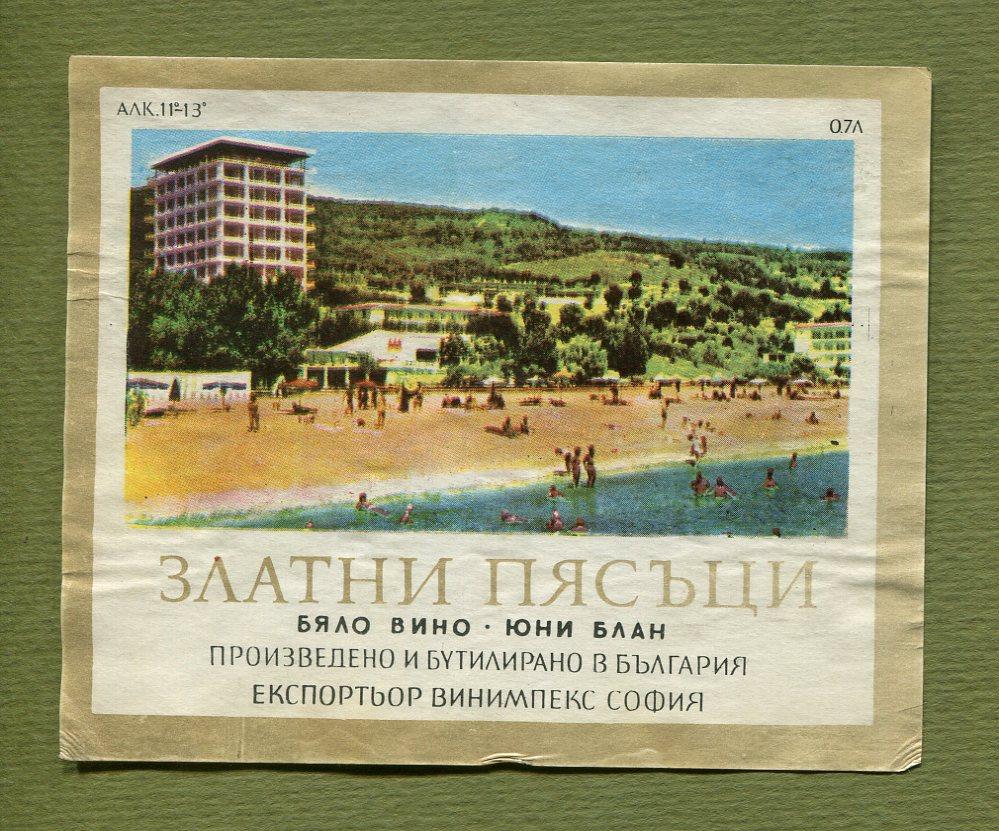 АЛК.11°-13°
0.7Л
ЗЛАТНИ ПЯСЪЦИ
БЯЛО ВИНО · ЮНИ БЛАН
ПРОИЗВЕДЕНО И БУТИЛИРАНО В БЪЛГАРИЯ
ЕКСПОРТЬОР ВИНИМПЕКС СОФИЯ